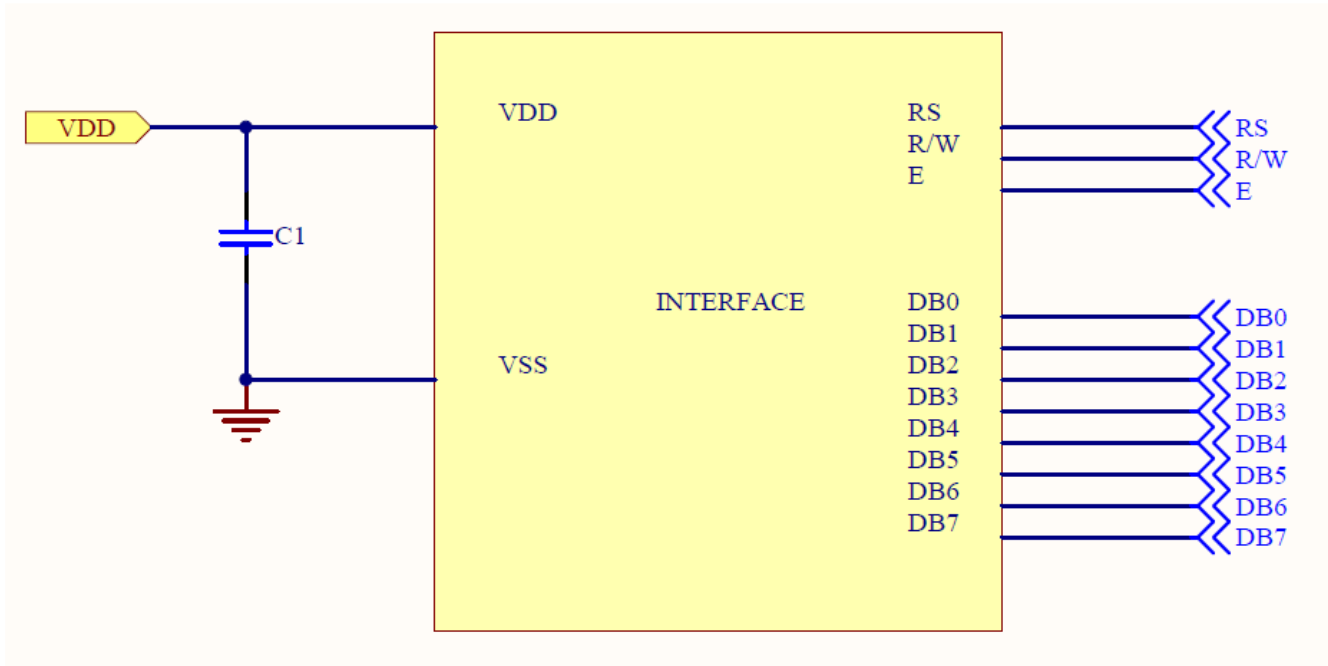 VDD
VDD
RS
RS
R/W
R/W
E
E
C1
INTERFACE
DB0
DB0
DB1
DB1
VSS
DB2
DB2
DB3
DB3
DB4
DB4
DB5
DB5
DB6
DB6
DB7
DB7